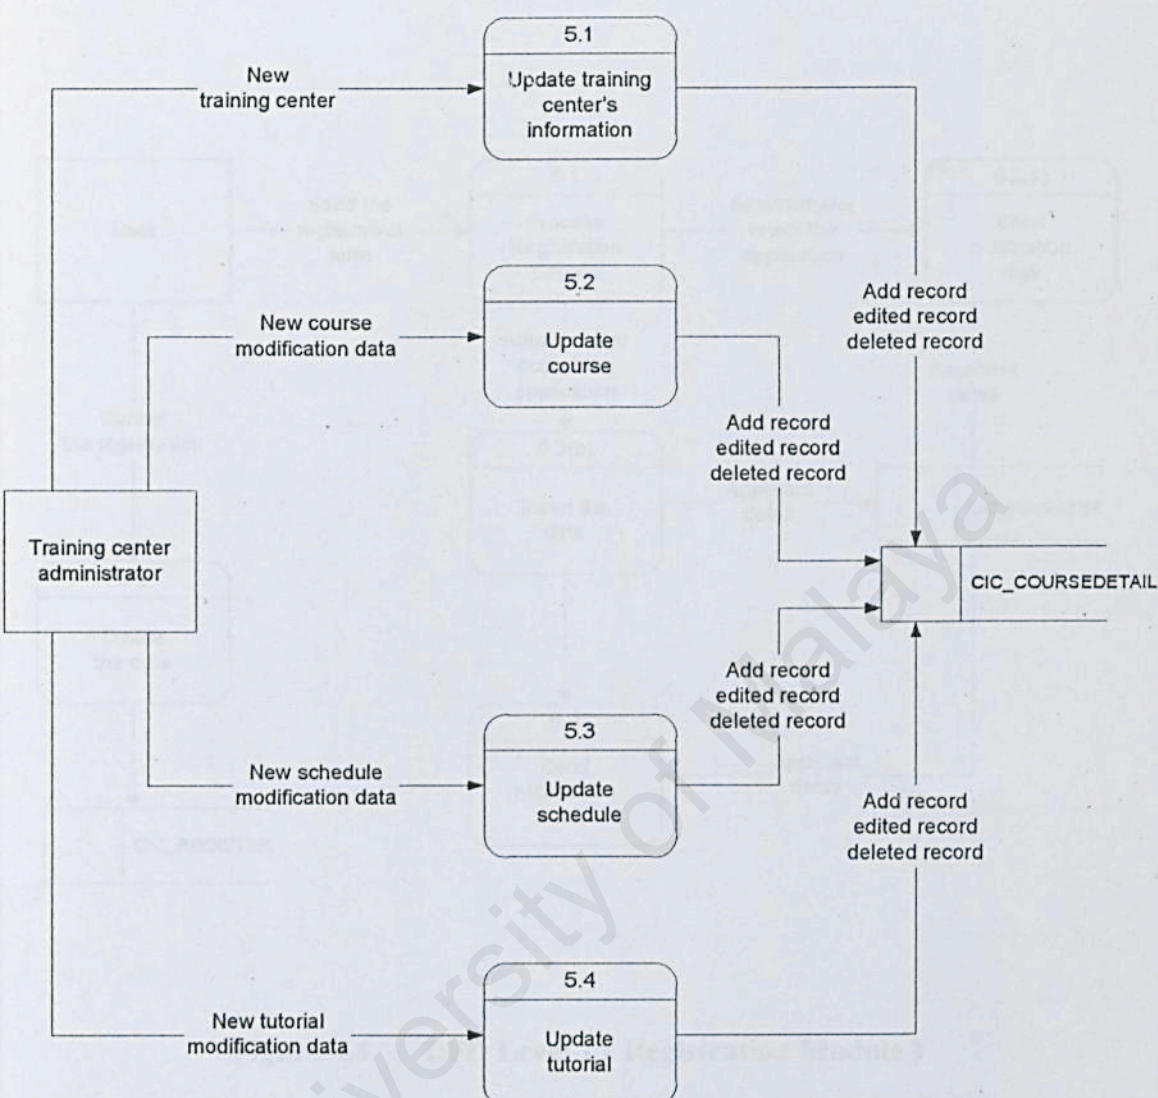 5.1
Update training
center's
information
New
training center
5.2
Update
course
New course
modification data
Add record
edited record
deleted record
Add record
edited record
deleted record
Training center
administrator
CIC_COURSEDETAIL
Add record
edited record
deleted record
5.3
Update
schedule
New schedule
modification data
Add record
edited record
deleted record
5.4
Update
tutorial
New tutorial
modification data
University of Malaya